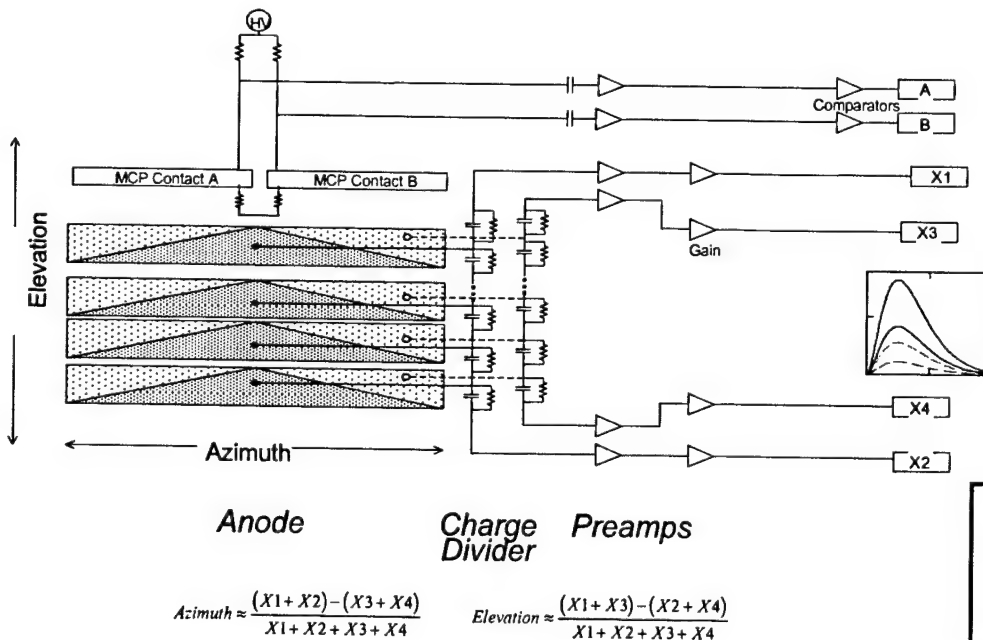 HV
A
Comparators
B
MCP Contact A
MCP Contact B
X1
X3
Gain
Elevation
X4
X2
Azimuth
Anode
Charge Divider
Preamps
Azimuth ≈ (X1 + X2) − (X3 + X4) / X1 + X2 + X3 + X4
Elevation ≈ (X1 + X3) − (X2 + X4) / X1 + X2 + X3 + X4